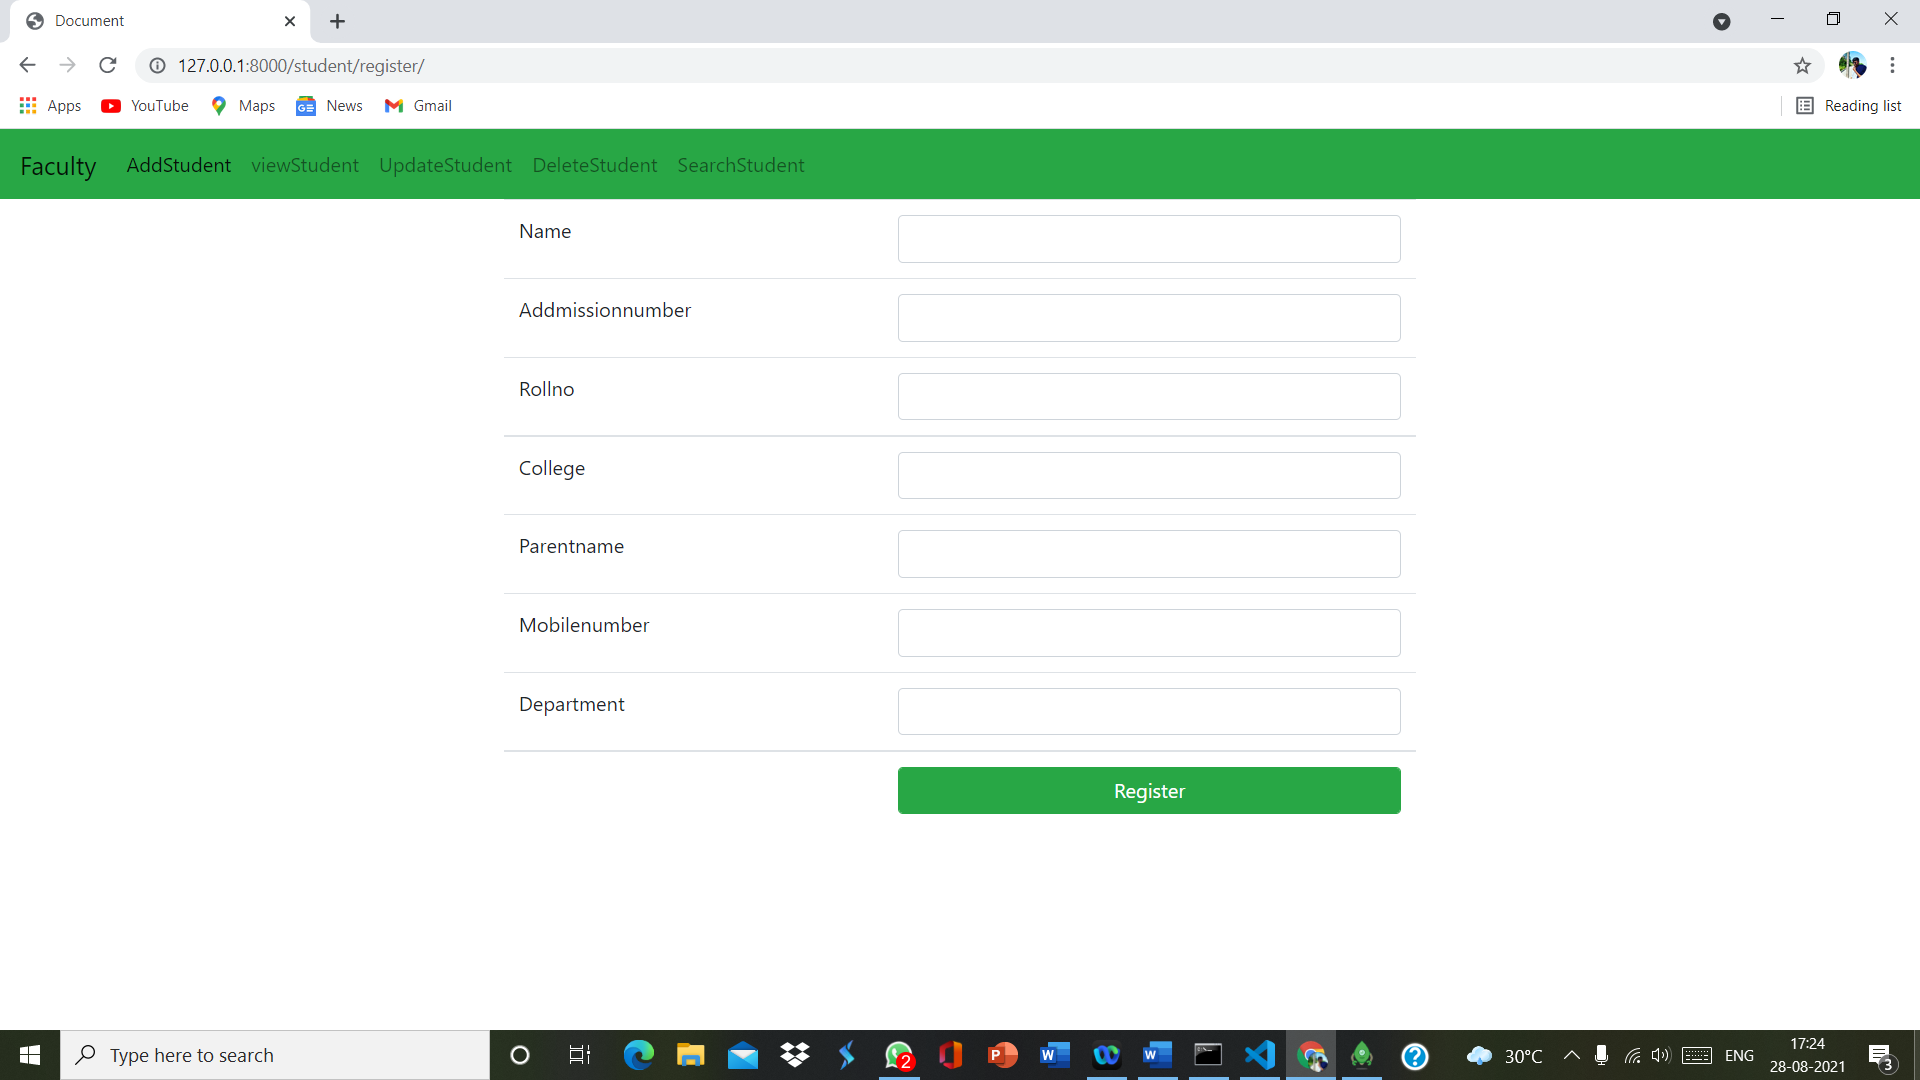 Document
127.0.0.1:8000/student/register/
Apps YouTube Maps News Gmail Reading list
Faculty AddStudent viewStudent UpdateStudent DeleteStudent SearchStudent
Name
Addmissionnumber
Rollno
College
Parentname
Mobilenumber
Department
Register
Type here to search
2
30°C
ENG
17:24
28-08-2021
3